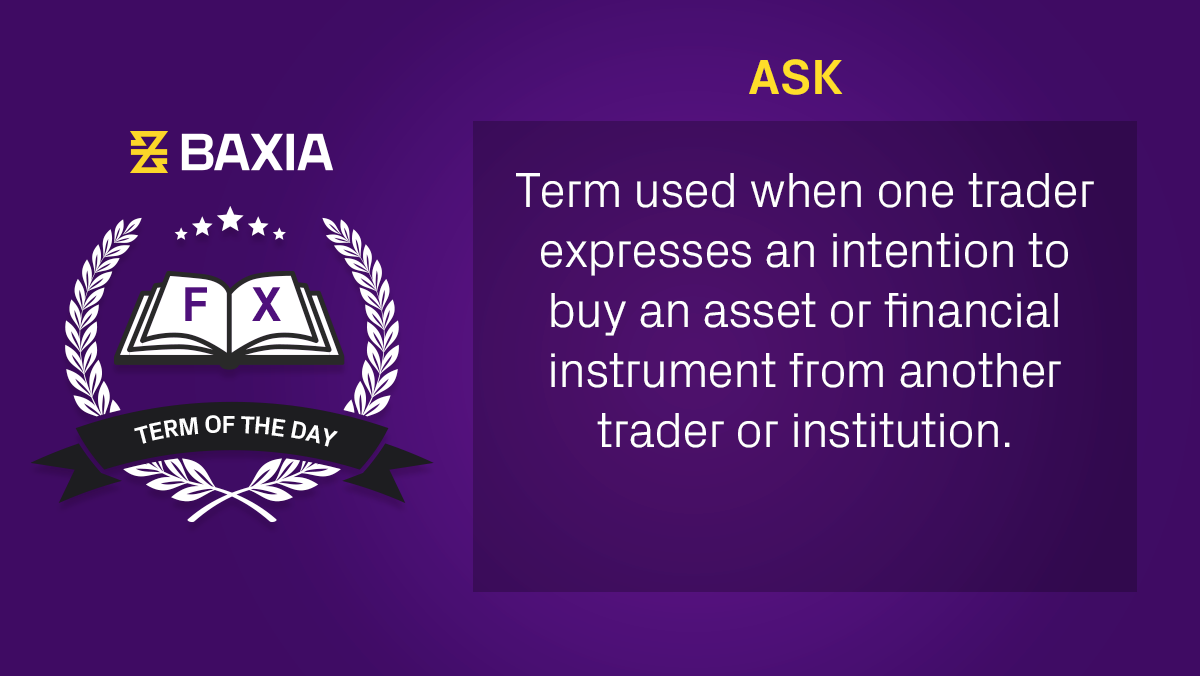 BAXIA
F X
TERM OF THE DAY
ASK
Term used when one trader
expresses an intention to
buy an asset or financial
instrument from another
trader or institution.